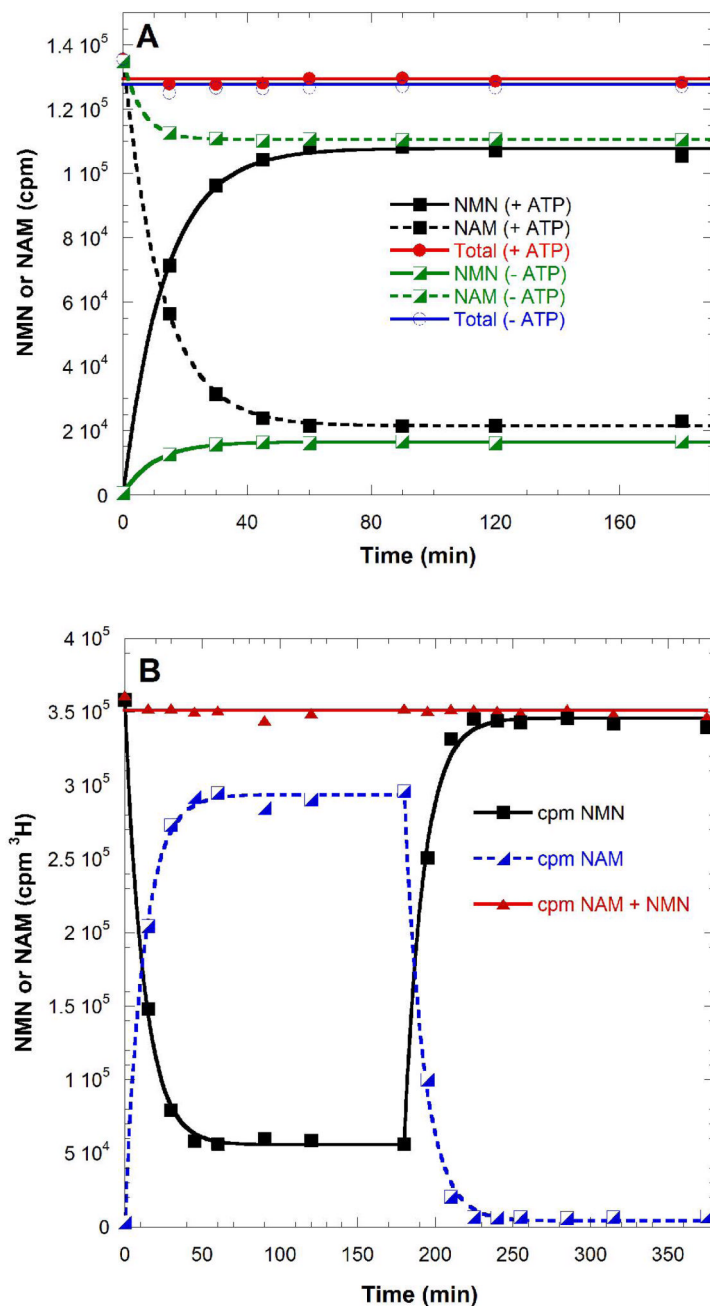 A
1.4 10⁵
1.2 10⁵
1 10⁵
8 10⁴
6 10⁴
4 10⁴
2 10⁴
0
NMN or NAM (cpm)
NMN (+ ATP)
NAM (+ ATP)
Total (+ ATP)
NMN (- ATP)
NAM (- ATP)
Total (- ATP)
0 40 80 120 160
Time (min)
B
4 10⁵
3.5 10⁵
3 10⁵
2.5 10⁵
2 10⁵
1.5 10⁵
1 10⁵
5 10⁴
0
NMN or NAM (cpm ³H)
cpm NMN
cpm NAM
cpm NAM + NMN
0 50 100 150 200 250 300 350
Time (min)